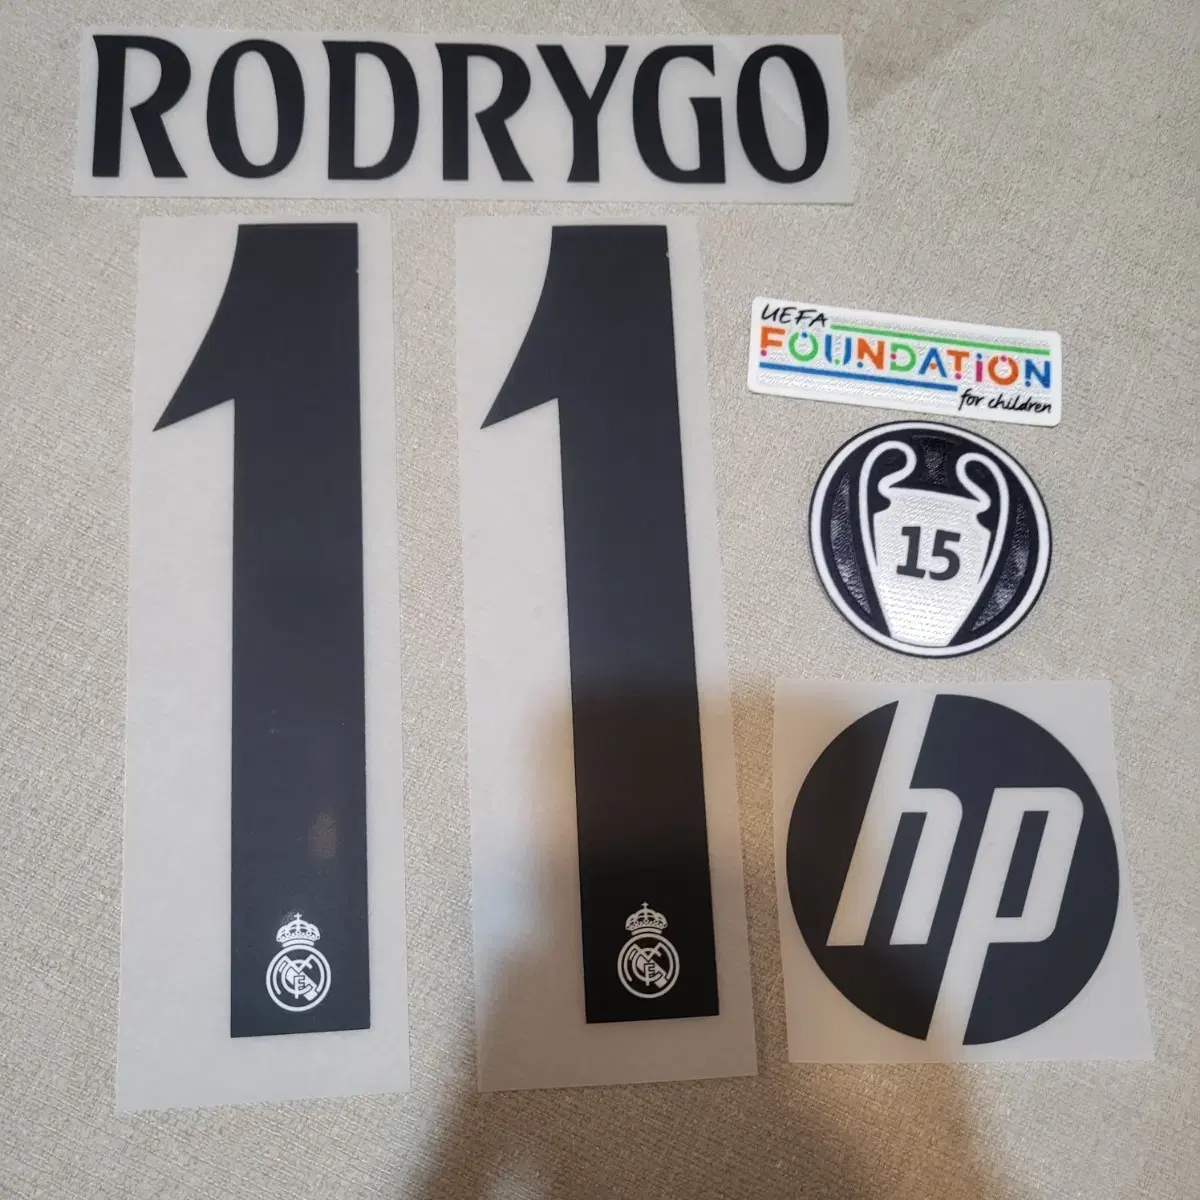 RODRYGO
11
UEFA
FOUNDATION
for children
15
hp